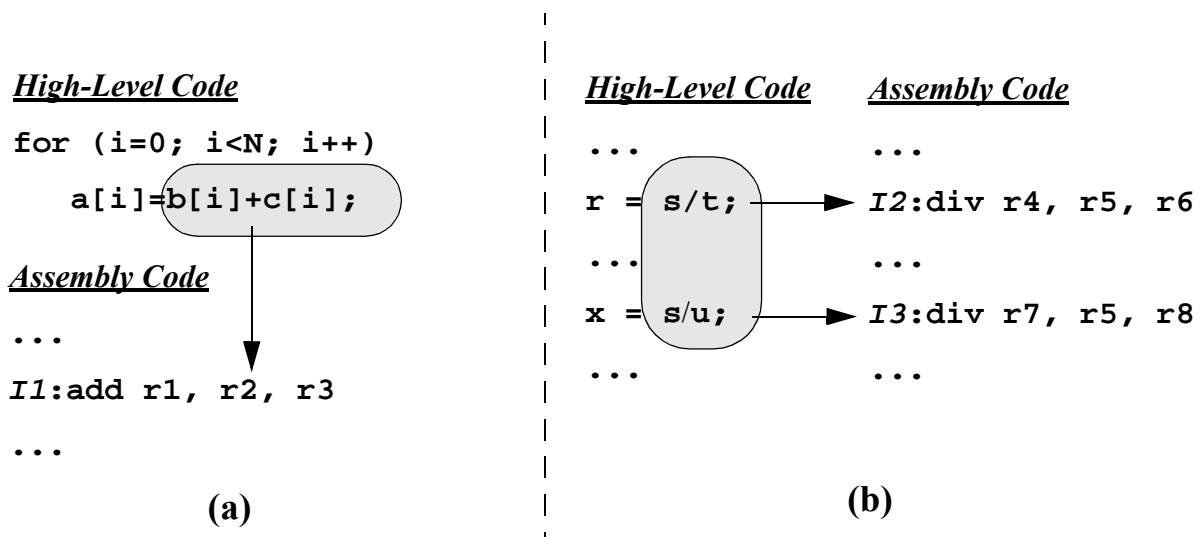 High-Level Code
for (i=0; i<N; i++)
a[i]=b[i]+c[i];
Assembly Code
...
I1:add r1, r2, r3
...
(a)
High-Level Code Assembly Code
... ...
r = s/t; I2:div r4, r5, r6
... ...
x = s/u; I3:div r7, r5, r8
... ...
(b)